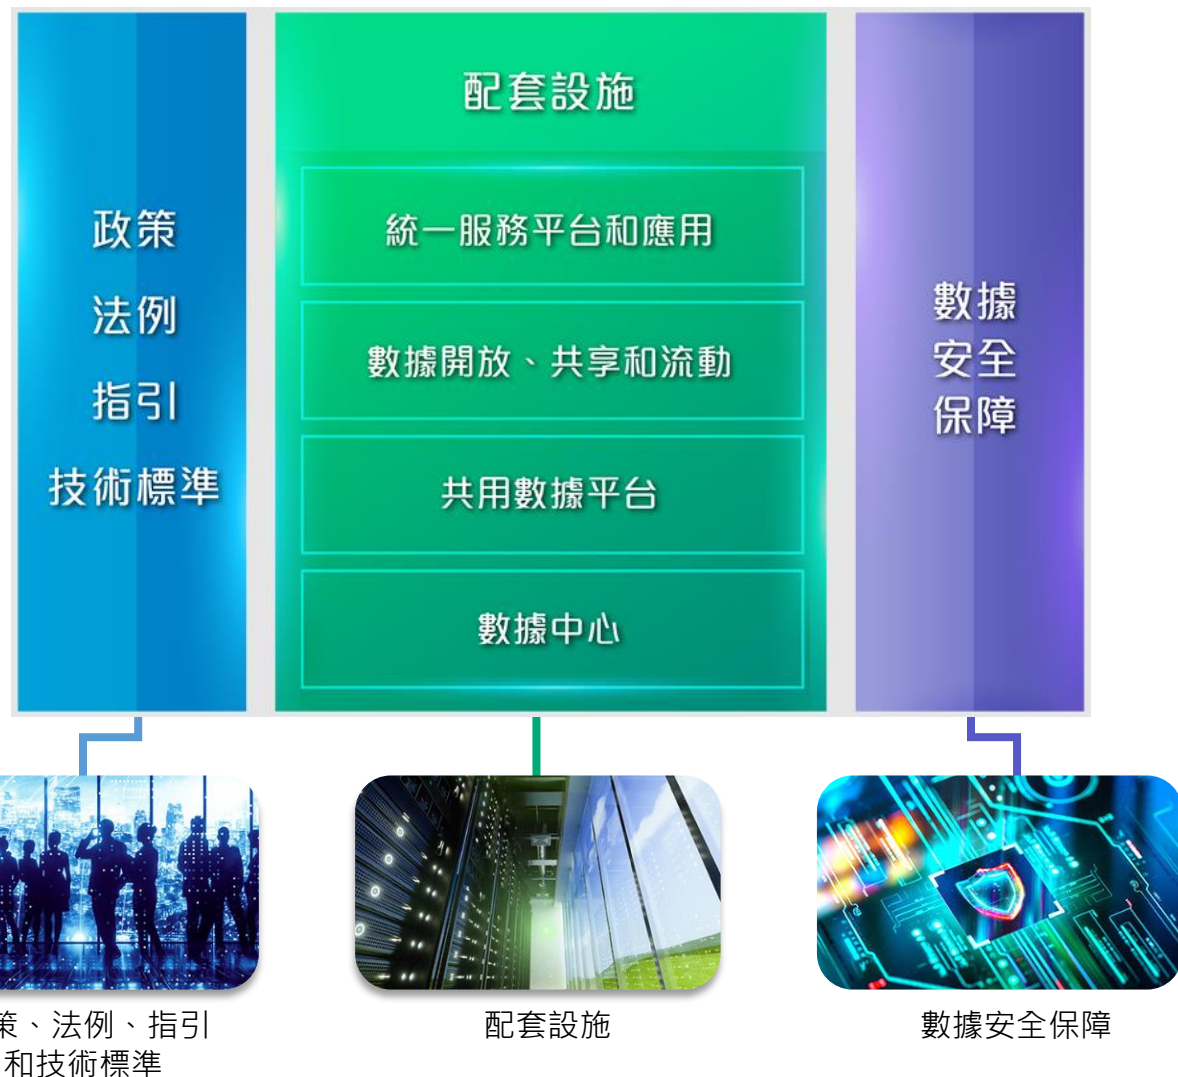 政策
法例
指引
技術標準
配套設施
統一服務平台和應用
數據開放、共享和流動
共用數據平台
數據中心
數據
安全
保障
策、法例、指引
和技術標準
配套設施
數據安全保障